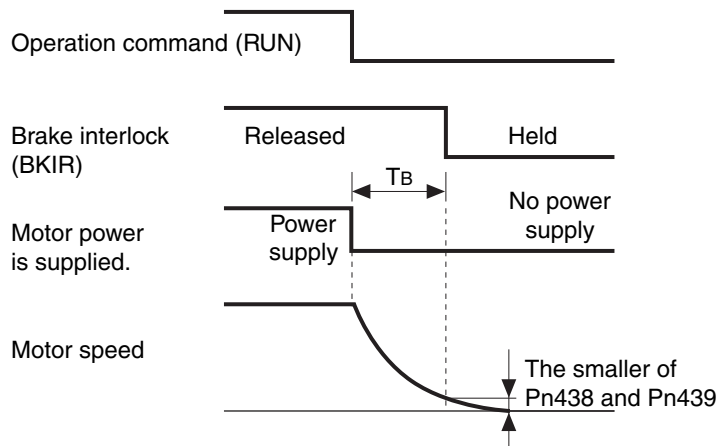 Operation command (RUN)
Brake interlock
(BKIR)
Released
Held
TB
Motor power
is supplied.
Power
supply
No power
supply
Motor speed
The smaller of
Pn438 and Pn439